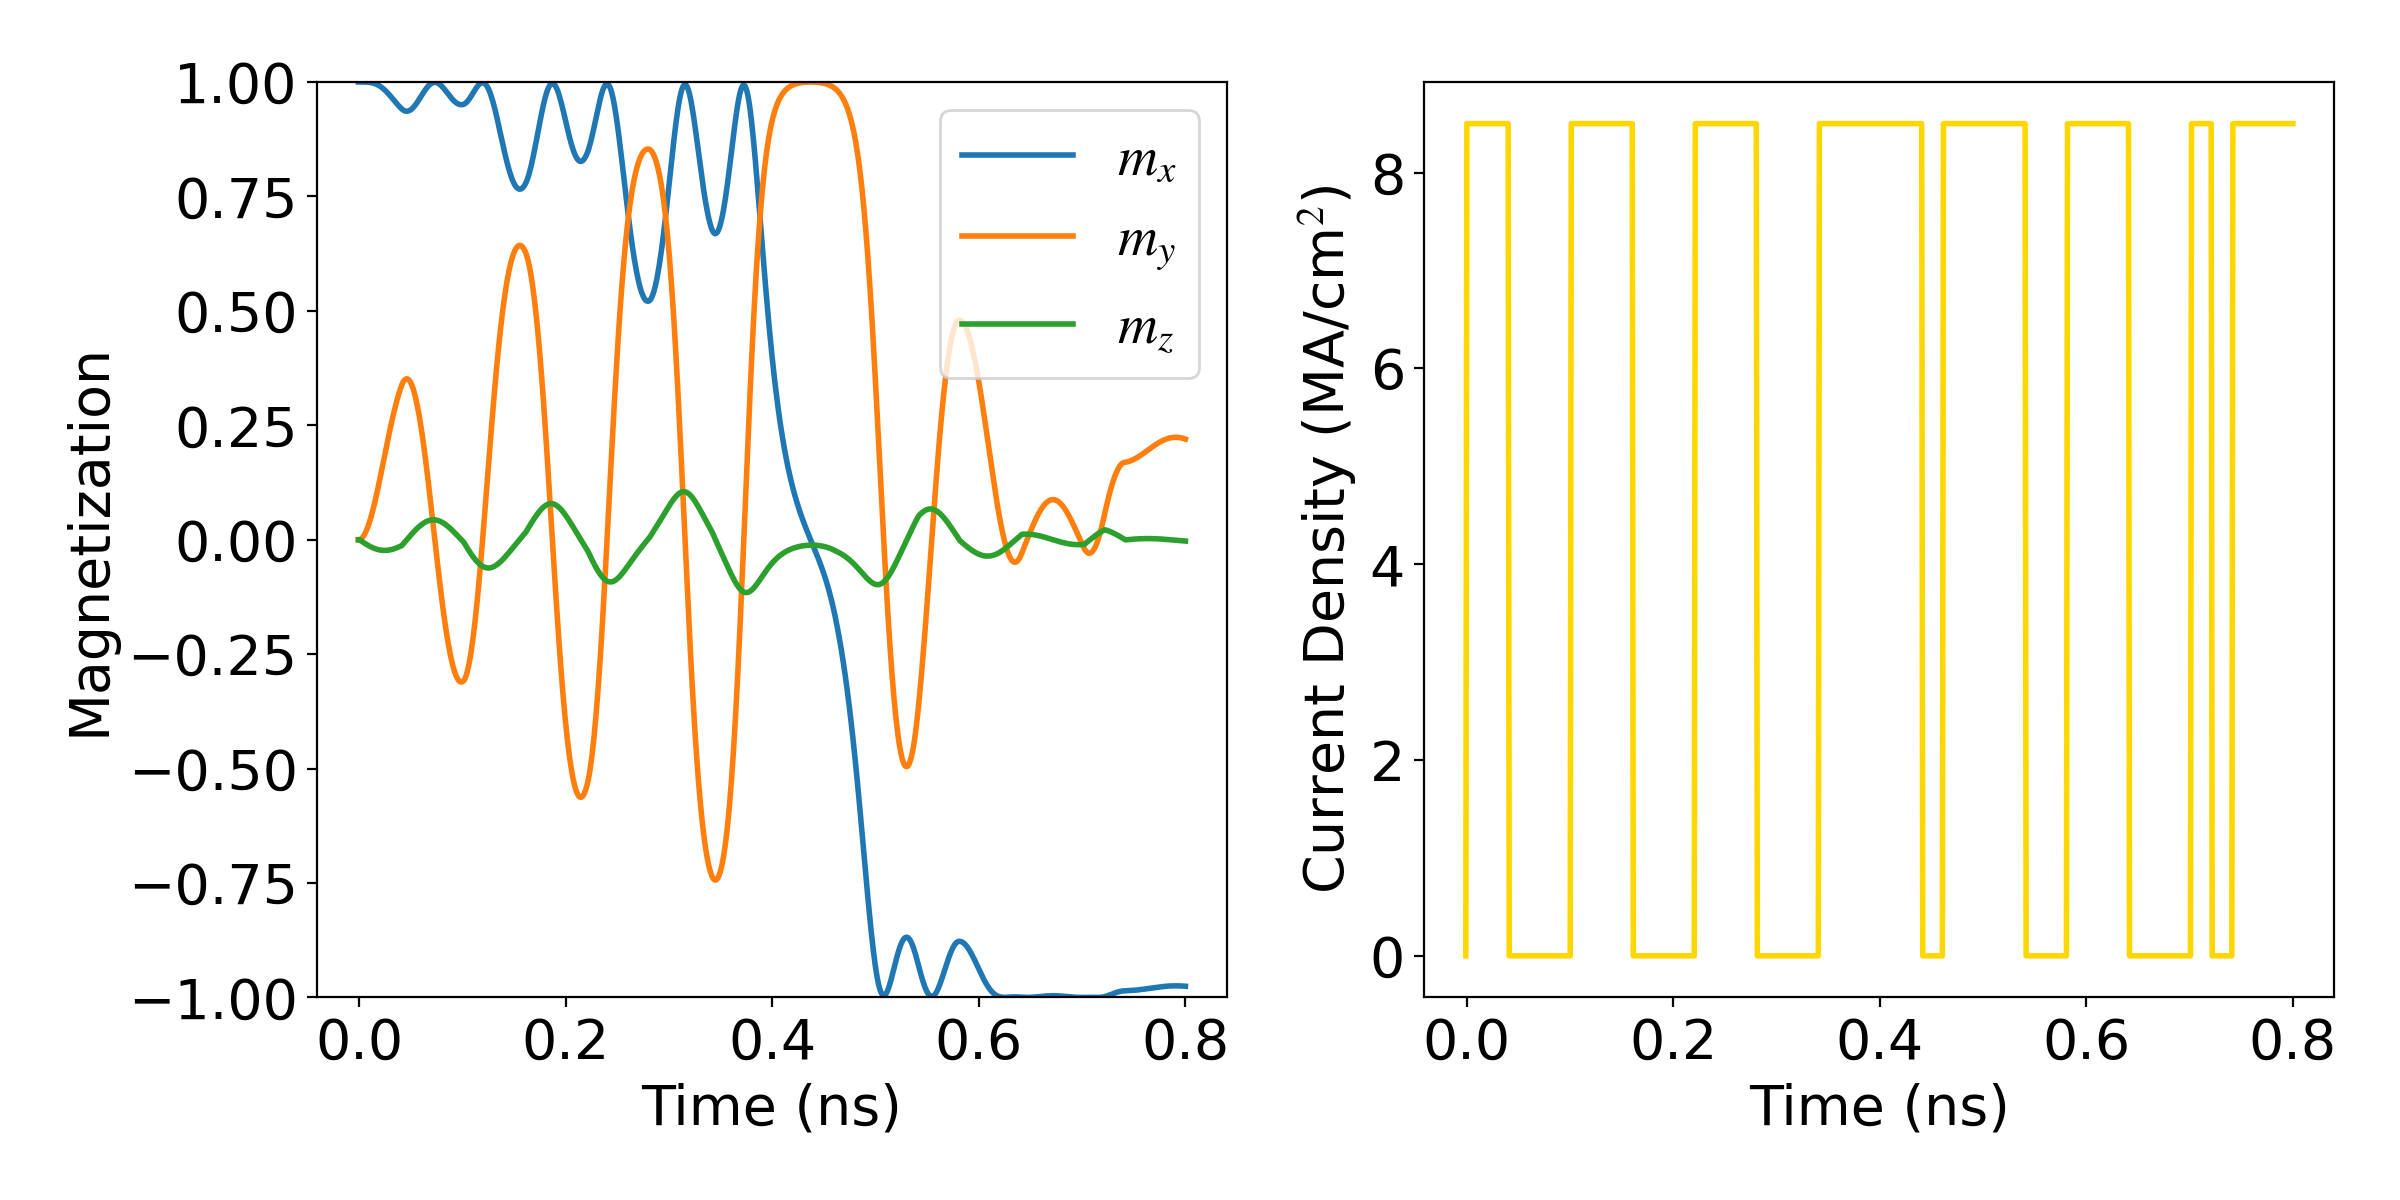 1.00
0.75
0.50
0.25
0.00
−0.25
−0.50
−0.75
−1.00
Magnetization
0.0 0.2 0.4 0.6 0.8
Time (ns)
m_x
m_y
m_z
8
6
4
2
0
Current Density (MA/cm²)
0.0 0.2 0.4 0.6 0.8
Time (ns)